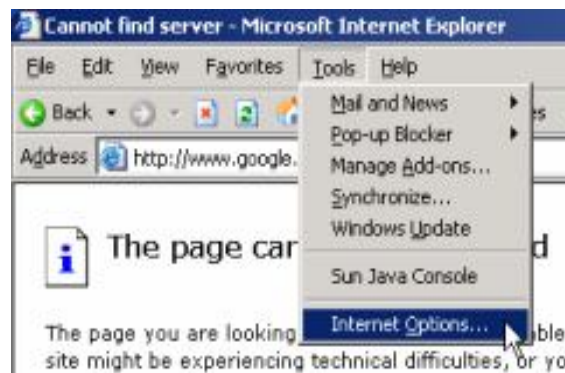 Cannot find server - Microsoft Internet Explorer
File Edit View Favorites Tools Help
Back
Address http://www.google.
Mail and News
Pop-up Blocker
Manage Add-ons...
Synchronize...
Windows Update
Sun Java Console
Internet Options...
The page can
The page you are looking
site might be experiencing technical difficulties, or yo